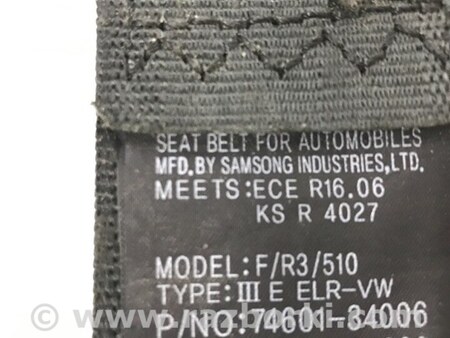 SEAT BELT FOR AUTOMOBILES
MFD.BY SAMSONG INDUSTRIES,LTD.
MEETS:ECE R16.06
KS R 4027
MODEL:F/R3/510
TYPE:III E ELR-VW
P/NO:74601-34006